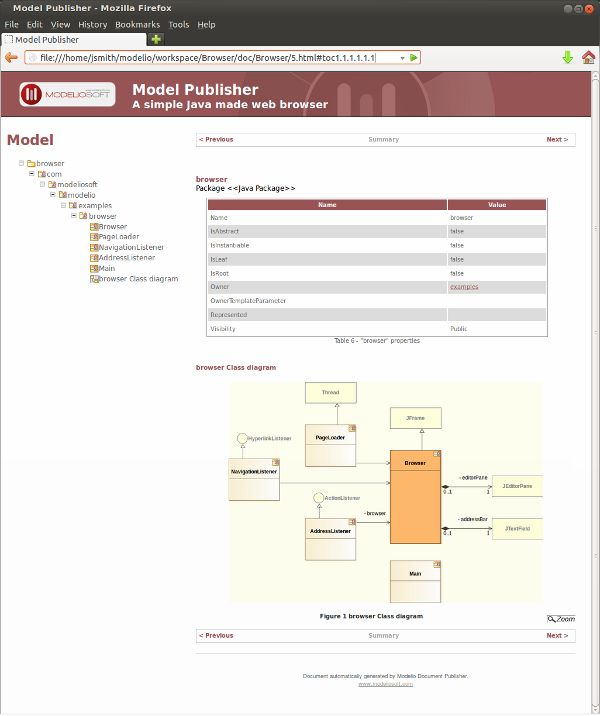 Model Publisher - Mozilla Firefox
File Edit View History Bookmarks Tools Help
Model Publisher
file:///home/jsmith/modelio/workspace/Browser/doc/Browser/5.html#toc1.1.1.1.1.1
MODELIOSOFT
Model Publisher
A simple Java made web browser
Model
browser
com
modeliosoft
modelio
examples
browser
Browser
PageLoader
NavigationListener
AddressListener
Main
browser Class diagram
< Previous Summary Next >
browser
Package <<Java Package>>
Name Value
Name browser
IsAbstract false
IsInstantiable false
IsLeaf false
IsRoot false
Owner examples
OwnerTemplateParameter
Represented
Visibility Public
Table 6 - "browser" properties
browser Class diagram
Thread
JFrame
PageLoader
HyperlinkListener
Browser
NavigationListener
- editorPane
JEditorPane
0..1 1
ActionListener
- browser
- addressBar
AddressListener
JTextField
0..1 1
Main
Figure 1 browser Class diagram
Zoom
< Previous Summary Next >
Document automatically generated by Modelio Document Publisher.
www.modeliosoft.com